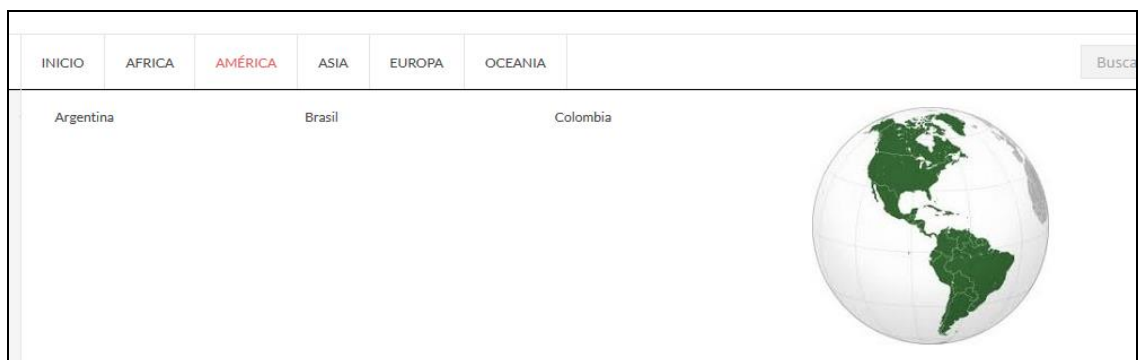 INICIO AFRICA AMÉRICA ASIA EUROPA OCEANIA Busca
Argentina Brasil Colombia